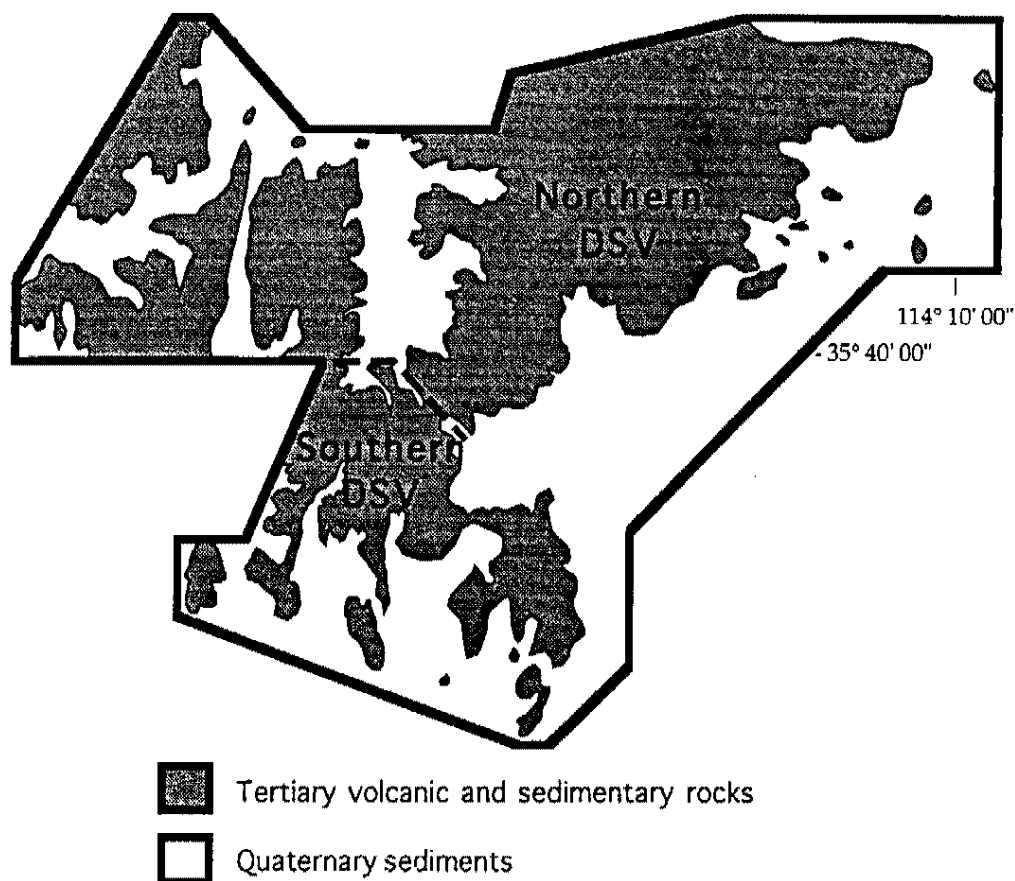 Northern
DSV
114° 10' 00"
- 35° 40' 00"
Southern
DSV
Tertiary volcanic and sedimentary rocks
Quaternary sediments